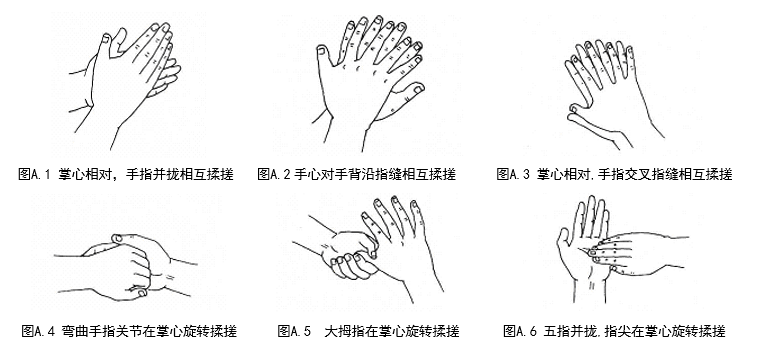 图A.1 掌心相对，手指并拢相互揉搓
图A.2 手心对手背沿指缝相互揉搓
图A.3 掌心相对.手指交叉指缝相互揉搓
图A.4 弯曲手指关节在掌心旋转揉搓
图A.5 大拇指在掌心旋转揉搓
图A.6 五指并拢,指尖在掌心旋转揉搓